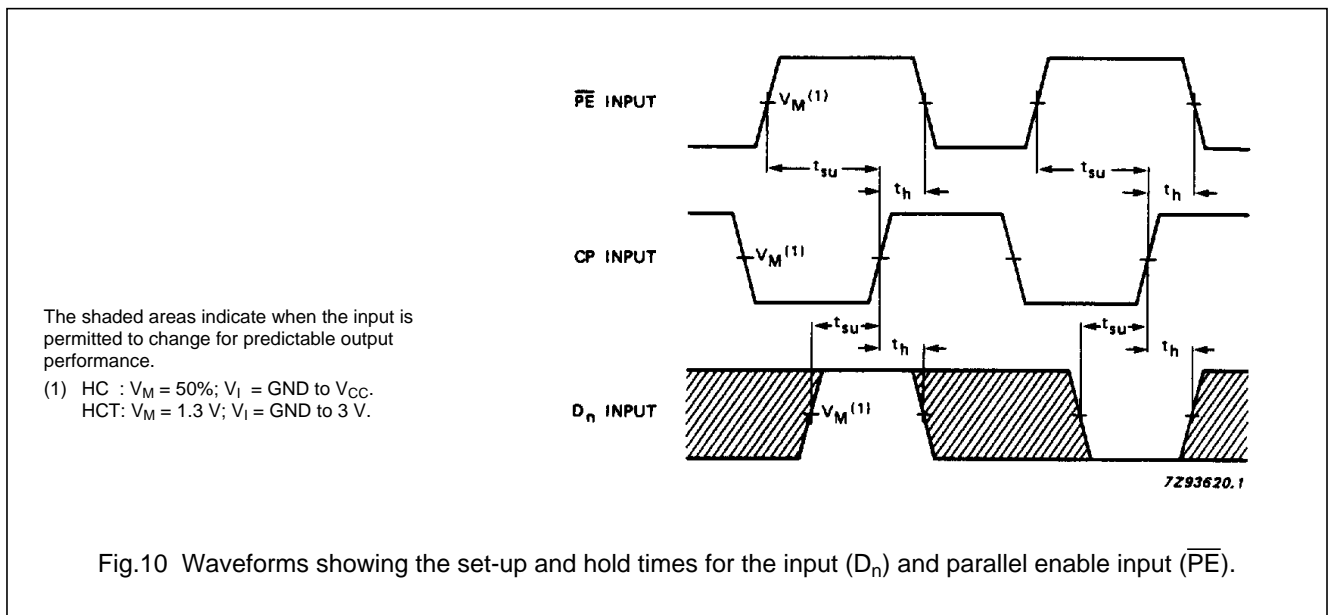 PE INPUT
V_M(1)
t_su
t_su
t_h
t_h
CP INPUT
V_M(1)
The shaded areas indicate when the input is
permitted to change for predictable output
performance.
(1) HC : V_M = 50%; V_I = GND to V_CC.
HCT: V_M = 1.3 V; V_I = GND to 3 V.
t_su
t_su
t_h
t_h
D_n INPUT
V_M(1)
7Z93620.1
Fig.10 Waveforms showing the set-up and hold times for the input (D_n) and parallel enable input (PE).